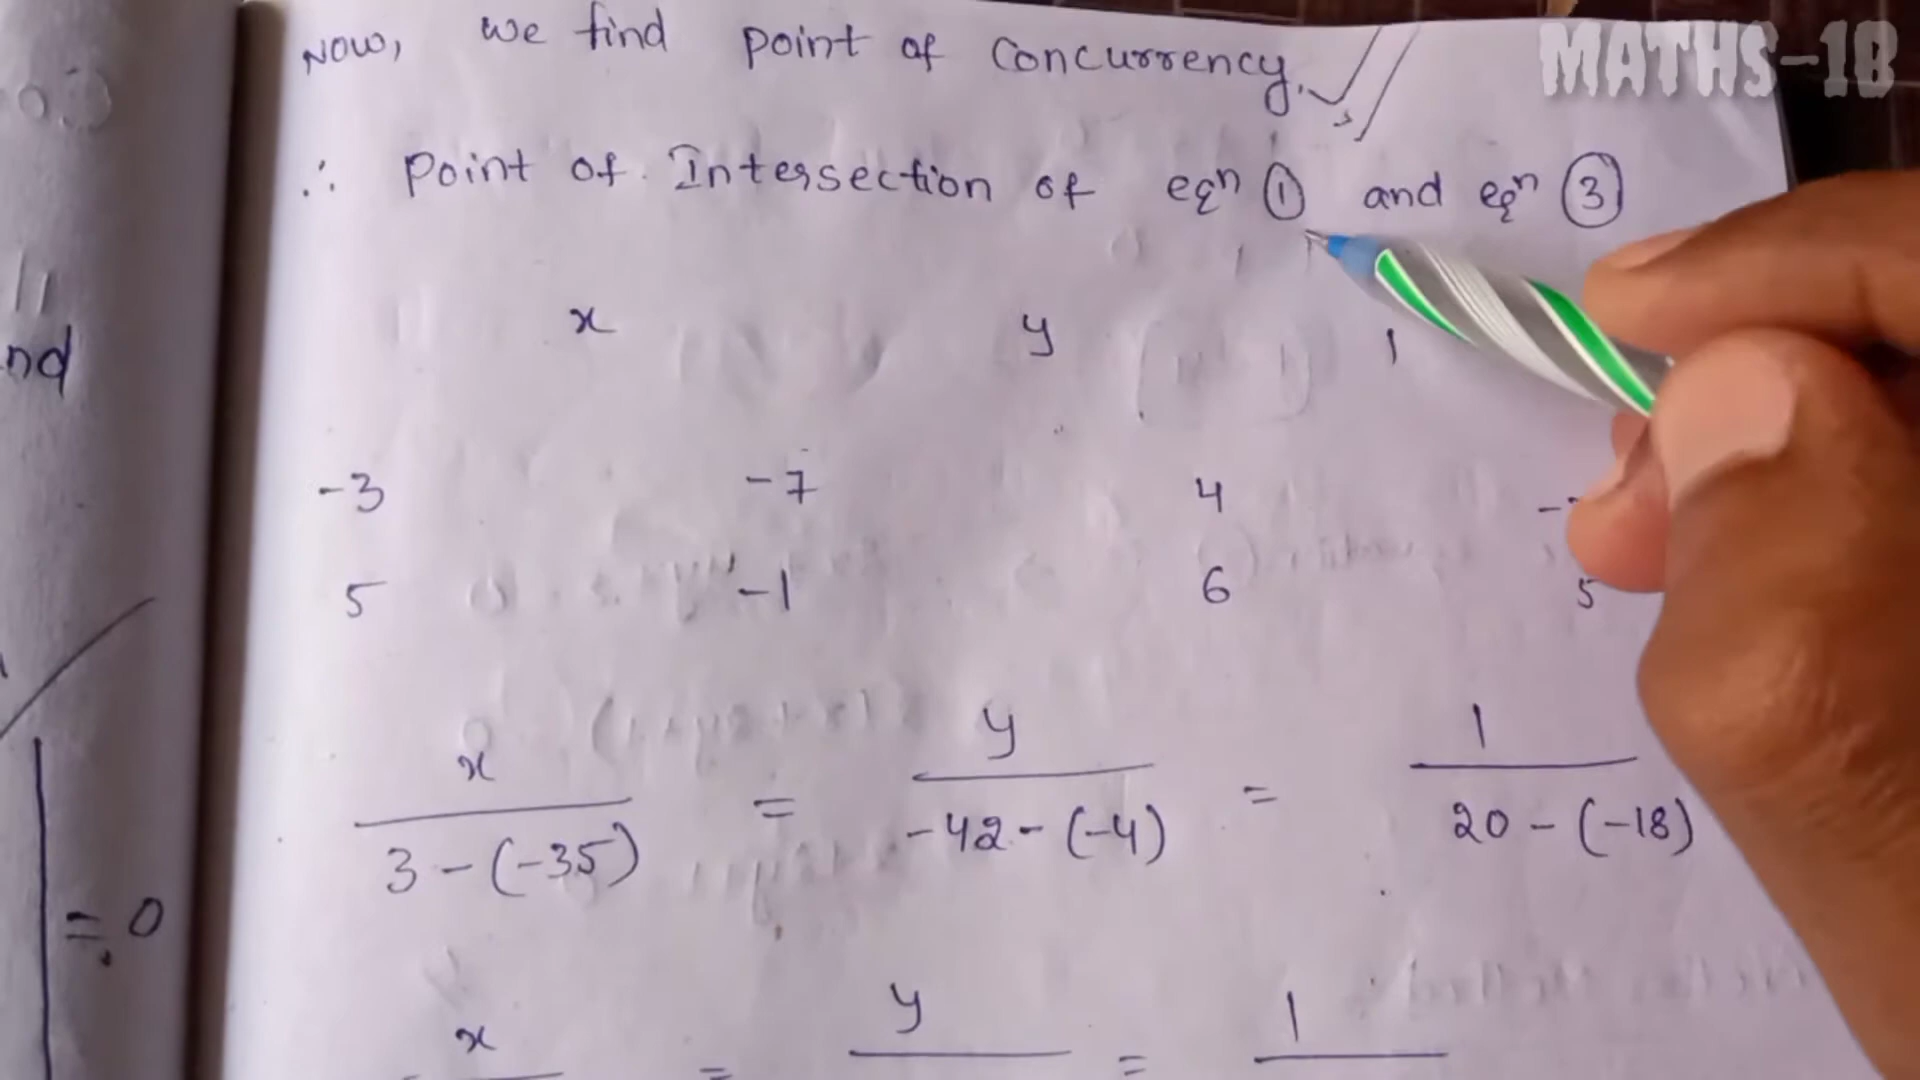 MATHS-1B
Now, we find point of concurrency.
∴ Point of Intersection of eqn ① and eqn ③
x y 1
-3 -7 4 -
5 -1 6 5
x / 3-(-35) = y / -42-(-4) = 1 / 20-(-18)
x = y = 1
nd
= 0